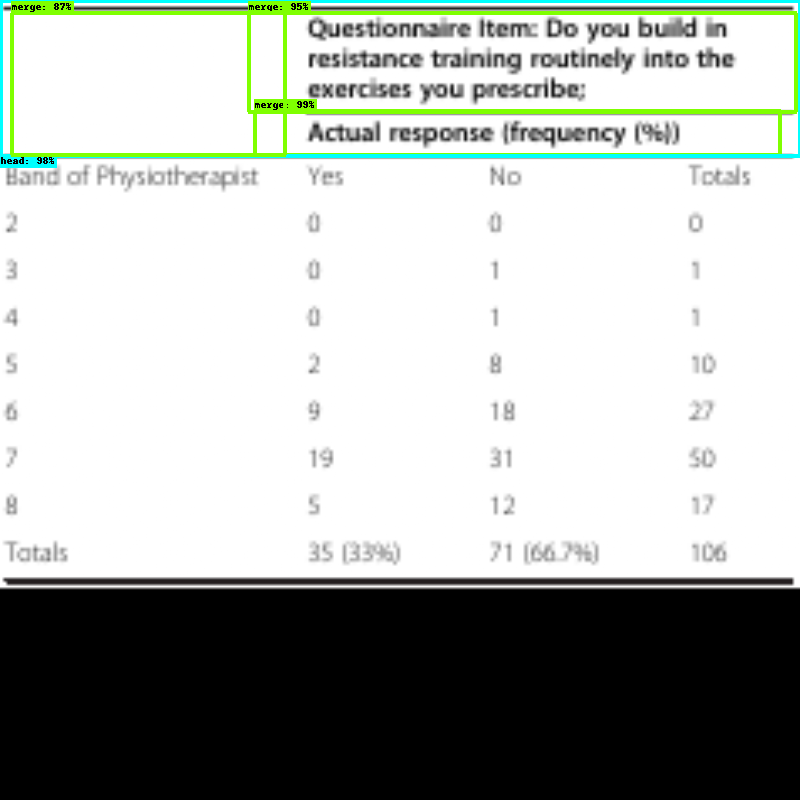 merge: 87% merge: 95%
Questionnaire Item: Do you build in
resistance training routinely into the
exercises you prescribe;
merge: 99%
Actual response (frequency (%))
head: 98%
Band of Physiotherapist Yes No Totals
2 0 0 0
3 0 1 1
4 0 1 1
5 2 8 10
6 9 18 27
7 19 31 50
8 5 12 17
Totals 35 (33%) 71 (66.7%) 106